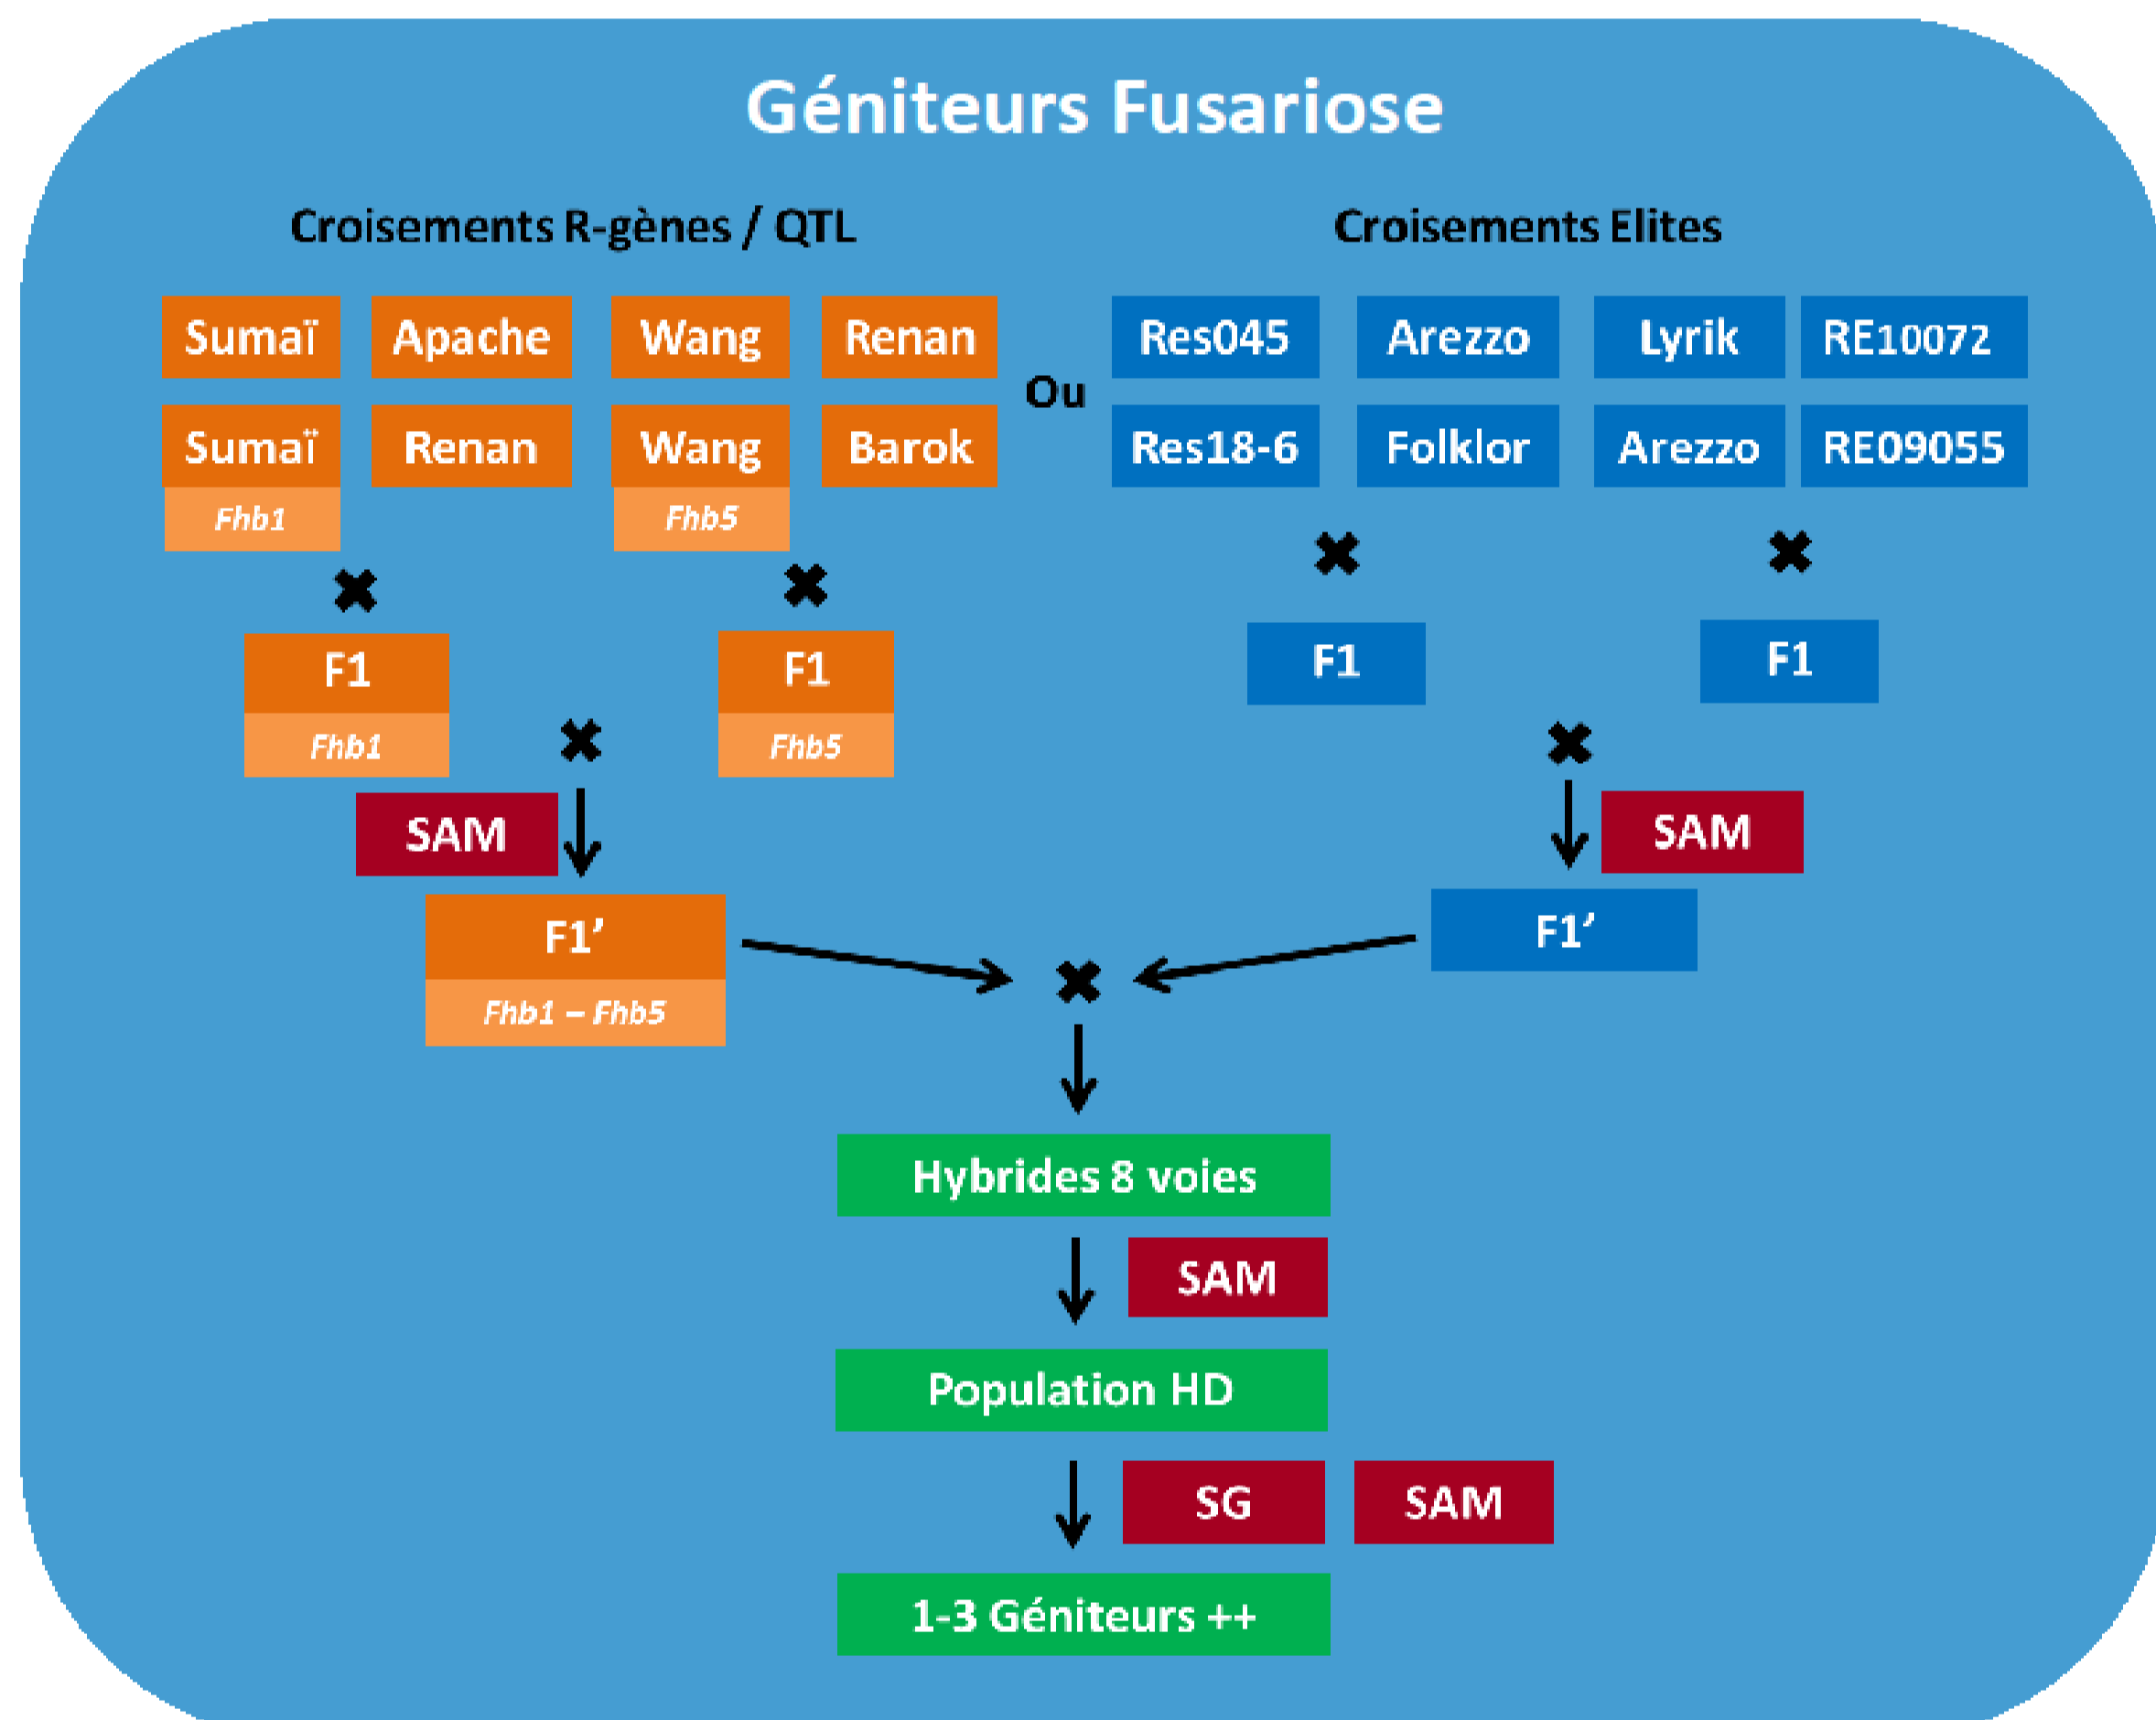 Géniteurs Fusariose
Croisements R-gènes / QTL
Croisements Elites
Sumaï Apache Wang Renan
Ou
Res045 Arezzo Lyrik RE10072
Sumaï Renan Wang Barok
Res18-6 Folklor Arezzo RE09055
Fhb1
Fhb5
F1
F1
F1
F1
Fhb1
Fhb5
SAM
SAM
F1’
F1’
Fhb1 – Fhb5
Hybrides 8 voies
SAM
Population HD
SG
SAM
1-3 Géniteurs ++